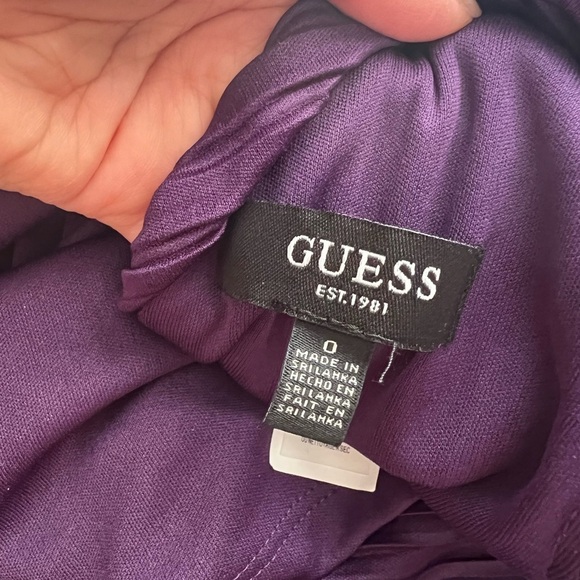 GUESS
EST.1981
0
MADE IN
SRI LANKA
HECHO EN
SRI LANKA
FAIT EN
SRI LANKA